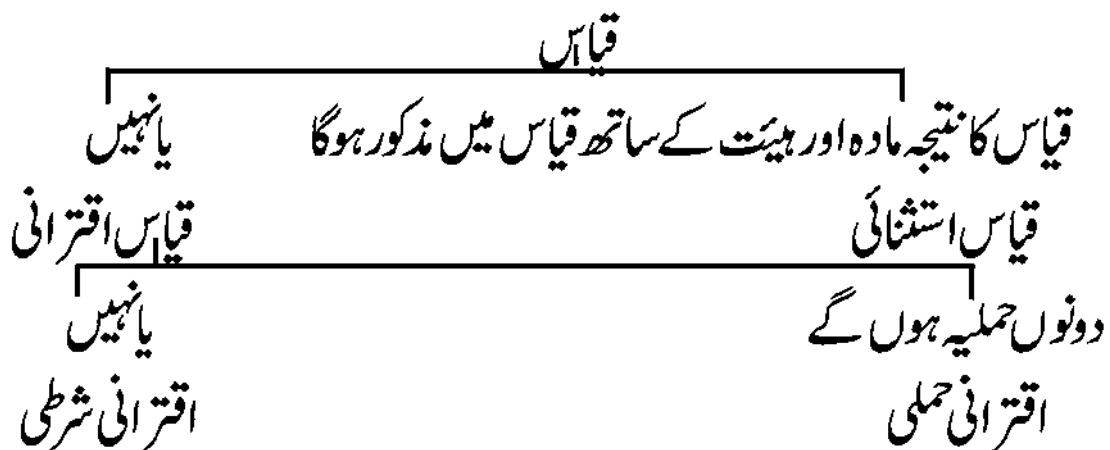 قیاس
قیاس کا نتیجہ مادہ اور ہیئت کے ساتھ قیاس میں مذکور ہوگا یا نہیں
قیاس استثنائی قیاس اقترانی
دونوں حملیہ ہوں گے یا نہیں
اقترانی حملی اقترانی شرطی